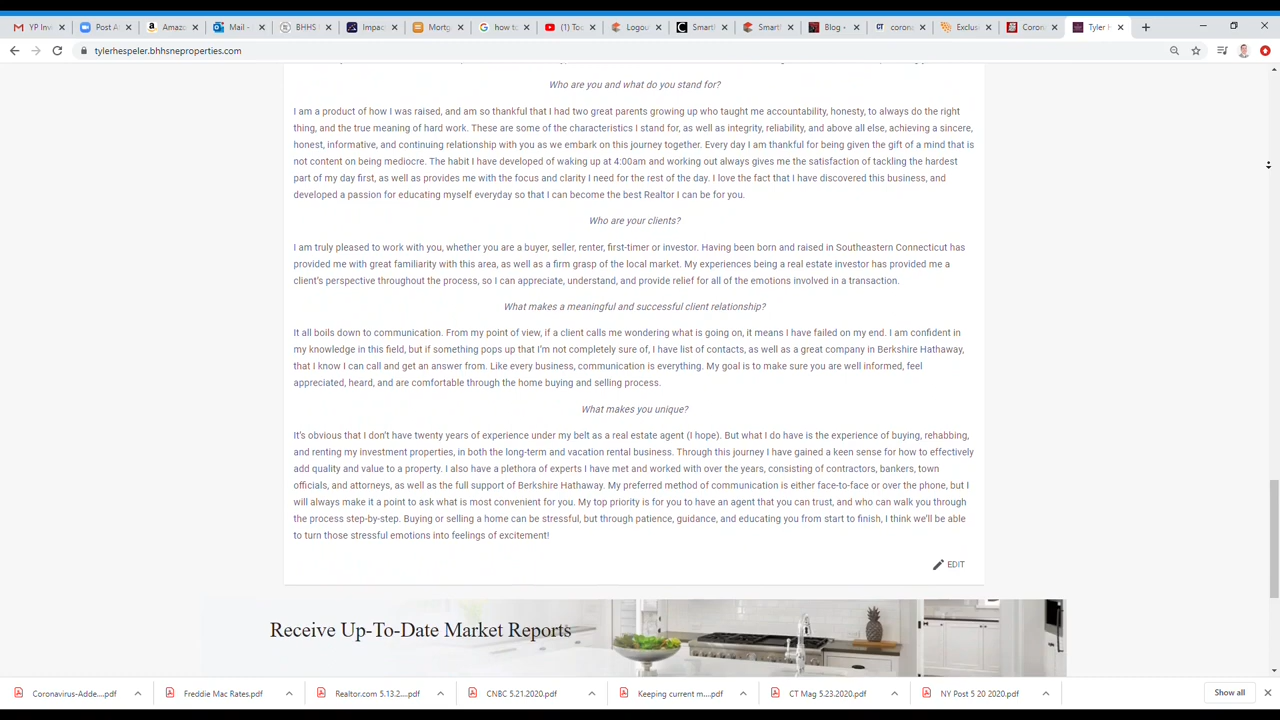 YP Inv
Post A
Amazo
Mail -
BHHS
Impac
Mortg
how to
(1) Toc
Logou
Smartl
Smartl
Blog
coron
Exclusi
Coron
Tyler H
tylerhespeler.bhhsneproperties.com
Who are you and what do you stand for?
I am a product of how I was raised, and am so thankful that I had two great parents growing up who taught me accountability, honesty, to always do the right
thing, and the true meaning of hard work. These are some of the characteristics I stand for, as well as integrity, reliability, and above all else, achieving a sincere,
honest, informative, and continuing relationship with you as we embark on this journey together. Every day I am thankful for being given the gift of a mind that is
not content on being mediocre. The habit I have developed of waking up at 4:00am and working out always gives me the satisfaction of tackling the hardest
part of my day first, as well as provides me with the focus and clarity I need for the rest of the day. I love the fact that I have discovered this business, and
developed a passion for educating myself everyday so that I can become the best Realtor I can be for you.
Who are your clients?
I am truly pleased to work with you, whether you are a buyer, seller, renter, first-timer or investor. Having been born and raised in Southeastern Connecticut has
provided me with great familiarity with this area, as well as a firm grasp of the local market. My experiences being a real estate investor has provided me a
client's perspective throughout the process, so I can appreciate, understand, and provide relief for all of the emotions involved in a transaction.
What makes a meaningful and successful client relationship?
It all boils down to communication. From my point of view, if a client calls me wondering what is going on, it means I have failed on my end. I am confident in
my knowledge in this field, but if something pops up that I'm not completely sure of, I have list of contacts, as well as a great company in Berkshire Hathaway,
that I know I can call and get an answer from. Like every business, communication is everything. My goal is to make sure you are well informed, feel
appreciated, heard, and are comfortable through the home buying and selling process.
What makes you unique?
It's obvious that I don't have twenty years of experience under my belt as a real estate agent (I hope). But what I do have is the experience of buying, rehabbing,
and renting my investment properties, in both the long-term and vacation rental business. Through this journey I have gained a keen sense for how to effectively
add quality and value to a property. I also have a plethora of experts I have met and worked with over the years, consisting of contractors, bankers, town
officials, and attorneys, as well as the full support of Berkshire Hathaway. My preferred method of communication is either face-to-face or over the phone, but I
will always make it a point to ask what is most convenient for you. My top priority is for you to have an agent that you can trust, and who can walk you through
the process step-by-step. Buying or selling a home can be stressful, but through patience, guidance, and educating you from start to finish, I think we'll be able
to turn those stressful emotions into feelings of excitement!
EDIT
Receive Up-To-Date Market Reports
Coronavirus-Adde....pdf
Freddie Mac Rates.pdf
Realtor.com 5.13.2....pdf
CNBC 5.21.2020.pdf
Keeping current m....pdf
CT Mag 5.23.2020.pdf
NY Post 5 20 2020.pdf
Show all